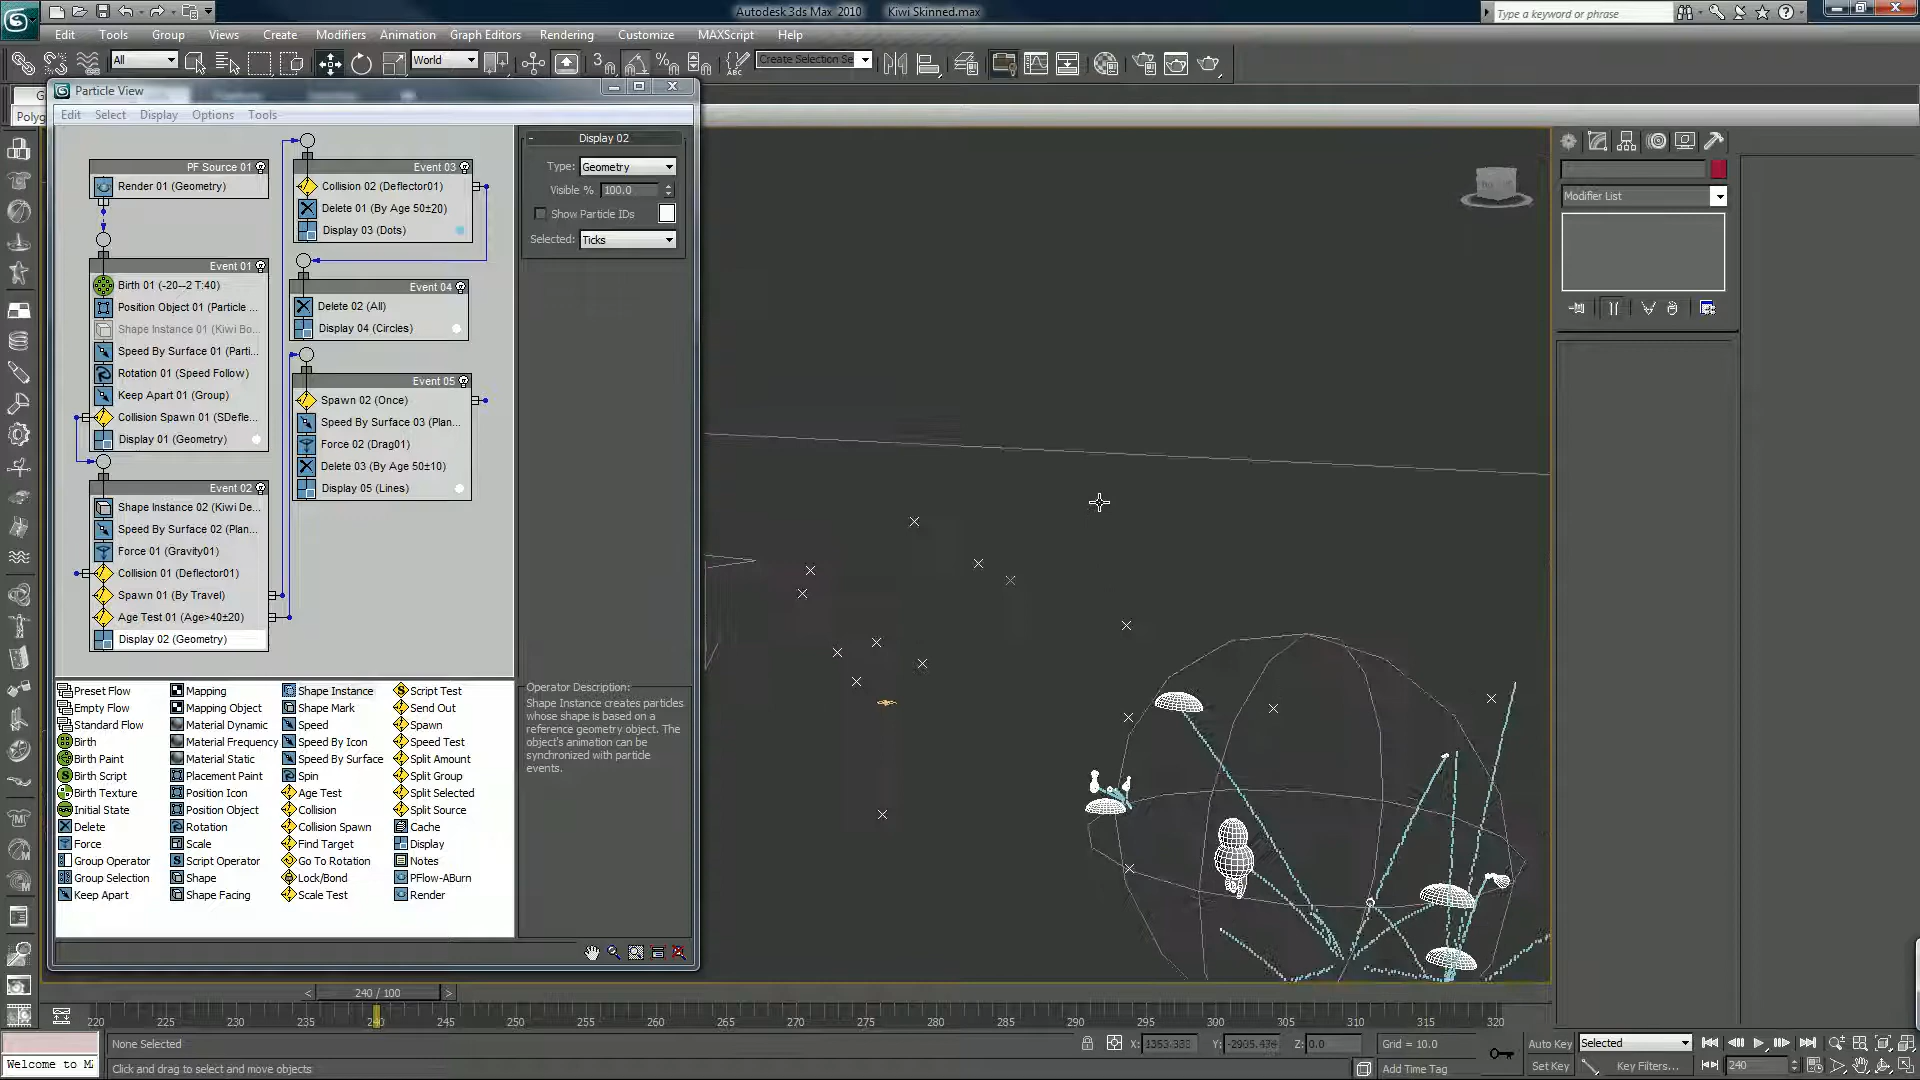 Autodesk 3ds Max 2010 Kiwi Skinned.max
Type a keyword or phrase
Edit Tools Group Views Create Modifiers Animation Graph Editors Rendering Customize MAXScript Help
All World Create Selection Se
Particle View
Polyg
Edit Select Display Options Tools
PF Source 01
Render 01 (Geometry)
Event 01
Birth 01 (-20--2 T:40)
Position Object 01 (Particle ...
Shape Instance 01 (Kiwi Bo...
Speed By Surface 01 (Parti...
Rotation 01 (Speed Follow)
Keep Apart 01 (Group)
Collision Spawn 01 (SDefle...
Display 01 (Geometry)
Event 02
Shape Instance 02 (Kiwi De...
Speed By Surface 02 (Plan...
Force 01 (Gravity01)
Collision 01 (Deflector01)
Spawn 01 (By Travel)
Age Test 01 (Age>40±20)
Display 02 (Geometry)
Event 03
Collision 02 (Deflector01)
Delete 01 (By Age 50±20)
Display 03 (Dots)
Event 04
Delete 02 (All)
Display 04 (Circles)
Event 05
Spawn 02 (Once)
Speed By Surface 03 (Plan...
Force 02 (Drag01)
Delete 03 (By Age 50±10)
Display 05 (Lines)
Display 02
Type: Geometry
Visible % 100.0
Show Particle IDs
Selected: Ticks
Modifier List
Preset Flow Mapping Shape Instance Script Test
Empty Flow Mapping Object Shape Mark Send Out
Standard Flow Material Dynamic Speed Spawn
Birth Material Frequency Speed By Icon Speed Test
Birth Paint Material Static Speed By Surface Split Amount
Birth Script Placement Paint Spin Split Group
Birth Texture Position Icon Age Test Split Selected
Initial State Position Object Collision Split Source
Delete Rotation Collision Spawn Cache
Force Scale Find Target Display
Group Operator Script Operator Go To Rotation Notes
Group Selection Shape Lock/Bond PFlow-ABurn
Keep Apart Shape Facing Scale Test Render
Operator Description:
Shape Instance creates particles
whose shape is based on a
reference geometry object. The
object's animation can be
synchronized with particle
events.
< 240 / 100 >
220 225 230 235 240 245 250 255 260 265 270 275 280 285 290 295 300 305 310 315 320
None Selected X: Y: Z: 0.0 Grid = 10.0 Auto Key Selected
Welcome to M Click and drag to select and move objects Add Time Tag Set Key Key Filters... 240